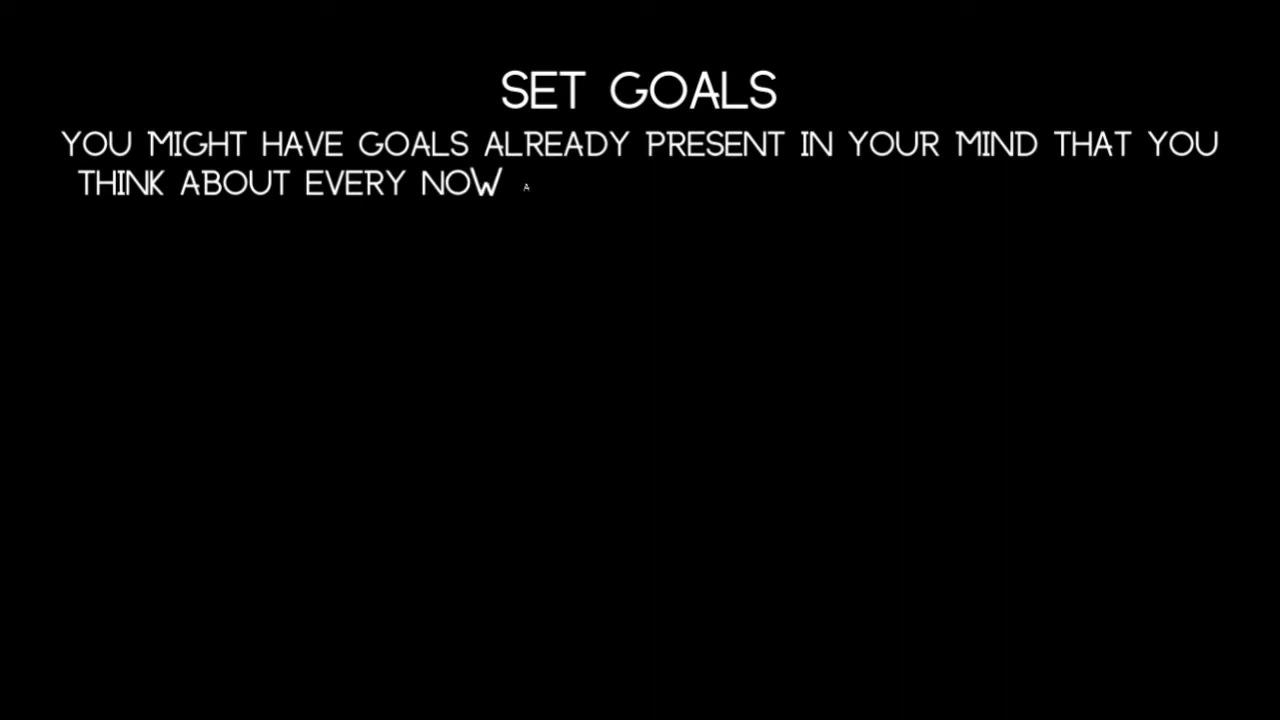 SET GOALS
YOU MIGHT HAVE GOALS ALREADY PRESENT IN YOUR MIND THAT YOU
THINK ABOUT EVERY NOW A